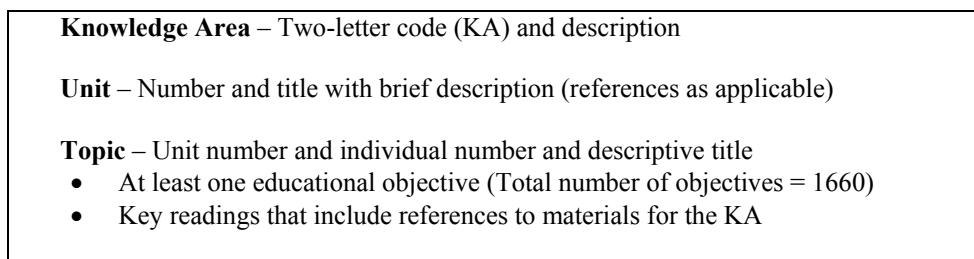 Knowledge Area – Two-letter code (KA) and description
Unit – Number and title with brief description (references as applicable)
Topic – Unit number and individual number and descriptive title
• At least one educational objective (Total number of objectives = 1660)
• Key readings that include references to materials for the KA